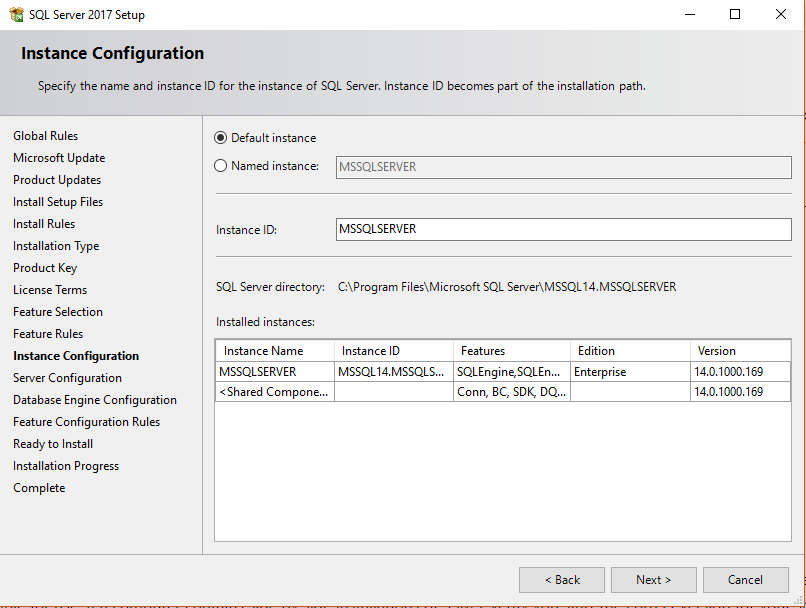 SQL Server 2017 Setup
Instance Configuration
Specify the name and instance ID for the instance of SQL Server. Instance ID becomes part of the installation path.
Global Rules
Microsoft Update
Product Updates
Install Setup Files
Install Rules
Installation Type
Product Key
License Terms
Feature Selection
Feature Rules
Instance Configuration
Server Configuration
Database Engine Configuration
Feature Configuration Rules
Ready to Install
Installation Progress
Complete
Default instance
Named instance: MSSQLSERVER
Instance ID: MSSQLSERVER
SQL Server directory: C:\Program Files\Microsoft SQL Server\MSSQL14.MSSQLSERVER
Installed instances:
Instance Name Instance ID Features Edition Version
MSSQLSERVER MSSQL14.MSSQLS... SQLEngine,SQLEn... Enterprise 14.0.1000.169
<Shared Compone... Conn, BC, SDK, DQ... 14.0.1000.169
< Back Next > Cancel